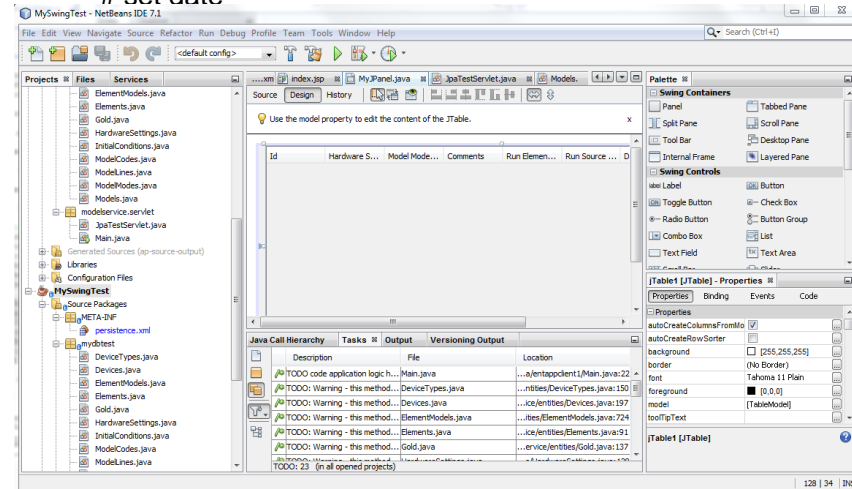 # set date
MySwingTest - NetBeans IDE 7.1
File Edit View Navigate Source Refactor Run Debug Profile Team Tools Window Help
Search (Ctrl+I)
<default config>
Projects Files Services
ElementModels.java
Elements.java
Gold.java
HardwareSettings.java
InitialConditions.java
ModelCodes.java
ModelLines.java
ModelModes.java
Models.java
modelservice.servlet
JpaTestServlet.java
Main.java
Generated Sources (ap-source-output)
Libraries
Configuration Files
MySwingTest
Source Packages
META-INF
persistence.xml
mydbtest
DeviceTypes.java
Devices.java
ElementModels.java
Elements.java
Gold.java
HardwareSettings.java
InitialConditions.java
ModelCodes.java
ModelLines.java
ModelModes.java
....xm index.jsp MyJPanel.java JpaTestServlet.java Models.
Source Design History
Use the model property to edit the content of the JTable. x
Id Hardware S... Model Mode... Comments Run Elemen... Run Source ... D
Java Call Hierarchy Tasks Output Versioning Output
Description File Location
TODO code application logic h... Main.java ...a/entappclient1/Main.java:22
TODO: Warning - this method... DeviceTypes.java ...ntities/DeviceTypes.java:150
TODO: Warning - this method... Devices.java ...ice/entities/Devices.java:197
TODO: Warning - this method... ElementModels.java ...ities/ElementModels.java:724
TODO: Warning - this method... Elements.java ...ice/entities/Elements.java:91
TODO: Warning - this method... Gold.java ...ervice/entities/Gold.java:137
TODO: 23 (in all opened projects)
Palette
Swing Containers
Panel Tabbed Pane
Split Pane Scroll Pane
Tool Bar Desktop Pane
Internal Frame Layered Pane
Swing Controls
label Label OK Button
ON Toggle Button Check Box
Radio Button Button Group
Combo Box List
Text Field Text Area
jTable1 [JTable] - Properties
Properties Binding Events Code
Properties
autoCreateColumnsFromMo
autoCreateRowSorter
background [255,255,255]
border (No Border)
font Tahoma 11 Plain
foreground [0,0,0]
model [TableModel]
toolTipText
jTable1 [JTable]
128 | 34 INS